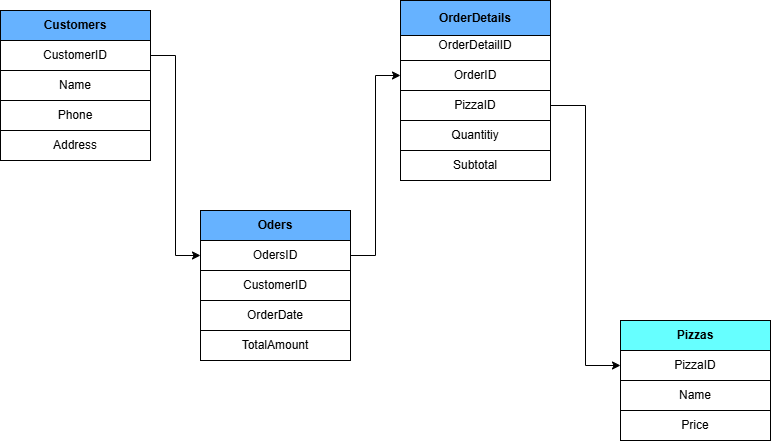 Customers
CustomerID
Name
Phone
Address
Oders
OdersID
CustomerID
OrderDate
TotalAmount
OrderDetails
OrderDetailID
OrderID
PizzaID
Quantitiy
Subtotal
Pizzas
PizzaID
Name
Price